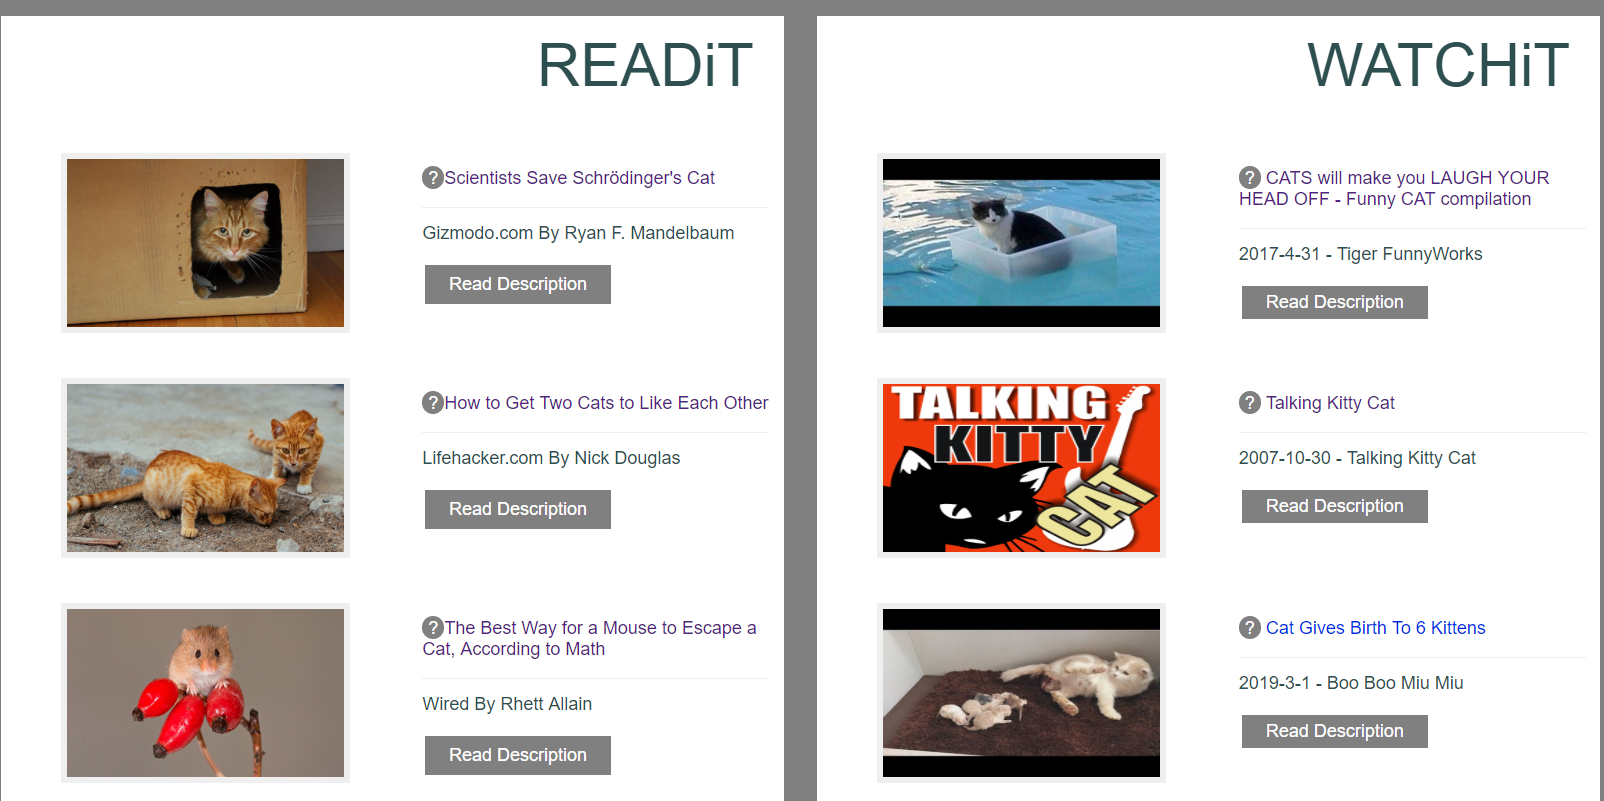 READiT
?Scientists Save Schrödinger's Cat
Gizmodo.com By Ryan F. Mandelbaum
Read Description
?How to Get Two Cats to Like Each Other
Lifehacker.com By Nick Douglas
Read Description
?The Best Way for a Mouse to Escape a
Cat, According to Math
Wired By Rhett Allain
Read Description
WATCHiT
? CATS will make you LAUGH YOUR
HEAD OFF - Funny CAT compilation
2017-4-31 - Tiger FunnyWorks
Read Description
TALKING
KITTY
CAT
? Talking Kitty Cat
2007-10-30 - Talking Kitty Cat
Read Description
? Cat Gives Birth To 6 Kittens
2019-3-1 - Boo Boo Miu Miu
Read Description